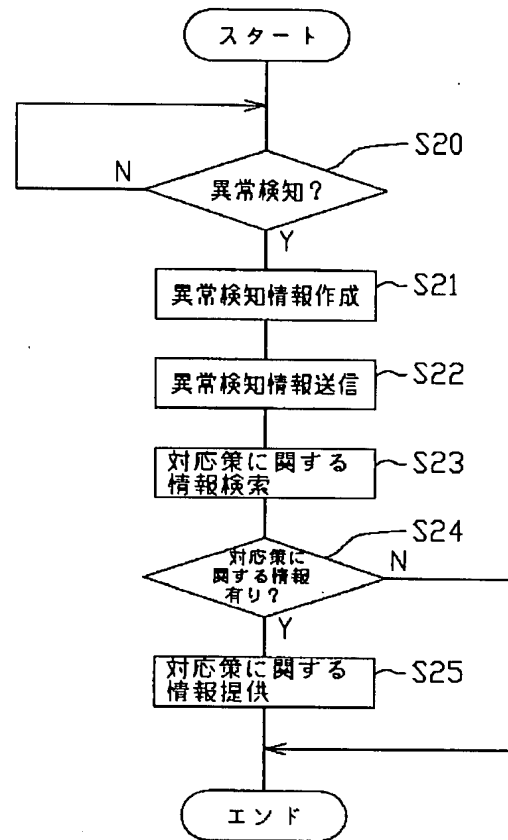 スタート
S20
N
異常検知?
Y
異常検知情報作成
S21
異常検知情報送信
S22
対応策に関する
情報検索
S23
S24
対応策に
関する情報
有り?
N
Y
対応策に関する
情報提供
S25
エンド